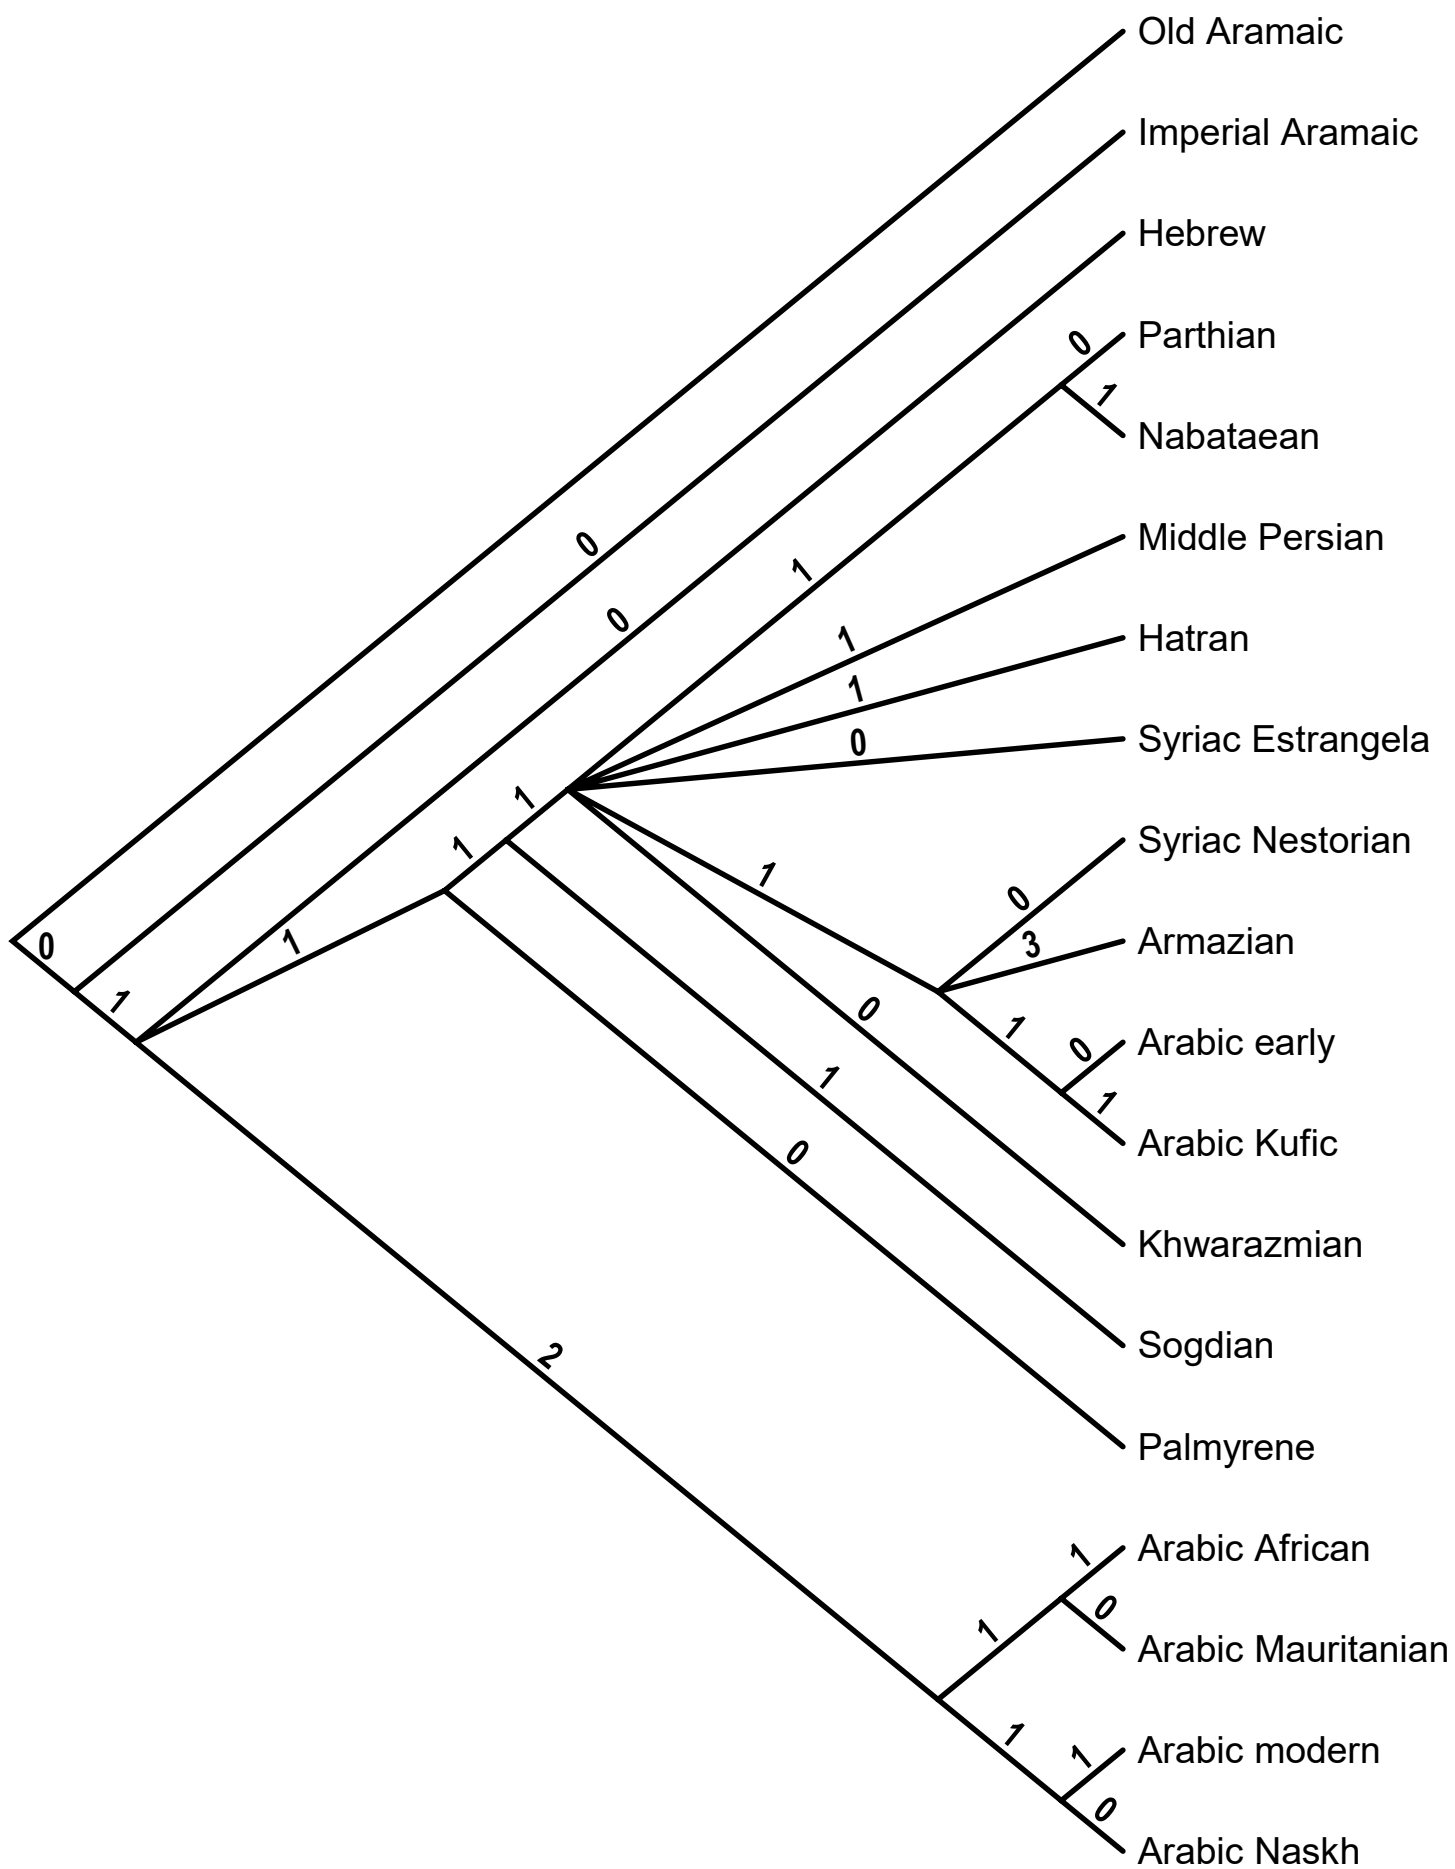 Old Aramaic
Imperial Aramaic
Hebrew
0
Parthian
1
Nabataean
0
Middle Persian
1
0
1
Hatran
1
0
Syriac Estrangela
1
1
Syriac Nestorian
1
0
3
Armazian
0
1
1
0
1
0
Arabic early
1
Arabic Kufic
1
0
Khwarazmian
Sogdian
2
Palmyrene
1
Arabic African
0
1
Arabic Mauritanian
1
1
Arabic modern
0
Arabic Naskh